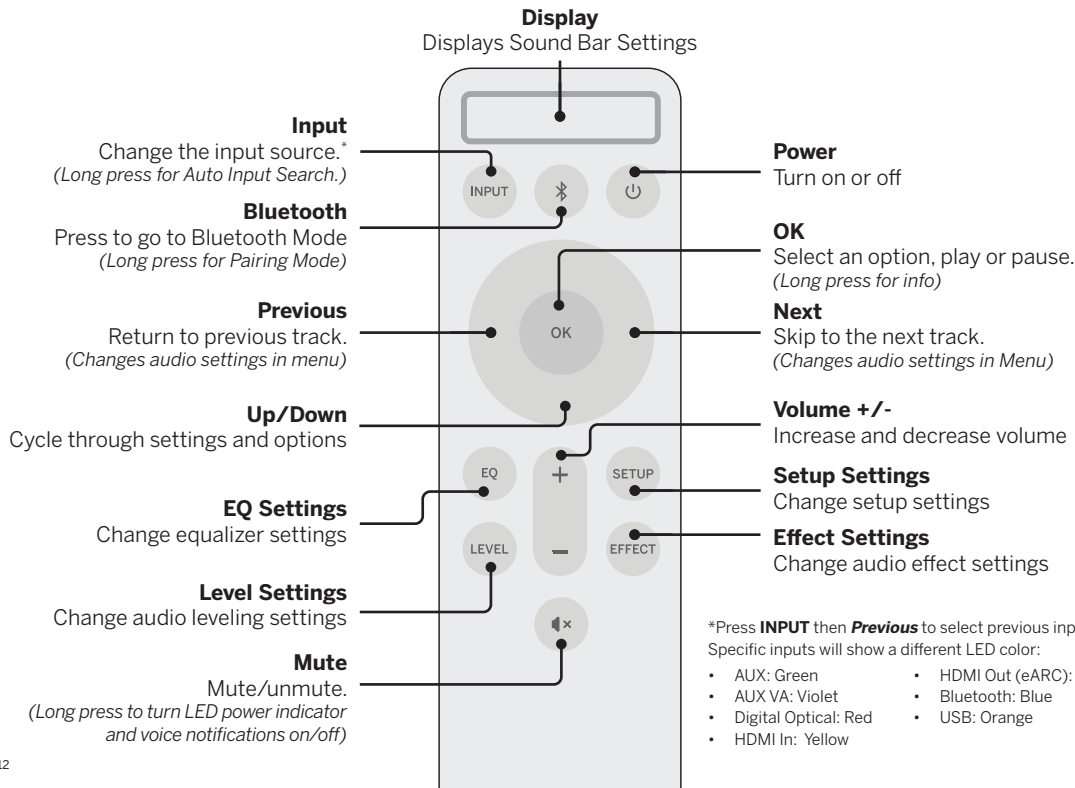 Display
Displays Sound Bar Settings
Input
Change the input source.*
(Long press for Auto Input Search.)
Bluetooth
Press to go to Bluetooth Mode
(Long press for Pairing Mode)
Previous
Return to previous track.
(Changes audio settings in menu)
Up/Down
Cycle through settings and options
EQ Settings
Change equalizer settings
Level Settings
Change audio leveling settings
Mute
Mute/unmute.
(Long press to turn LED power indicator
and voice notifications on/off)
12
INPUT
OK
EQ
+
SETUP
LEVEL
–
EFFECT
Power
Turn on or off
OK
Select an option, play or pause.
(Long press for info)
Next
Skip to the next track.
(Changes audio settings in Menu)
Volume +/-
Increase and decrease volume
Setup Settings
Change setup settings
Effect Settings
Change audio effect settings
*Press INPUT then Previous to select previous
Specific inputs will show a different LED color:
• AUX: Green
• AUX VA: Violet
• Digital Optical: Red
• HDMI In: Yellow
• HDMI Out (eARC):
• Bluetooth: Blue
• USB: Orange